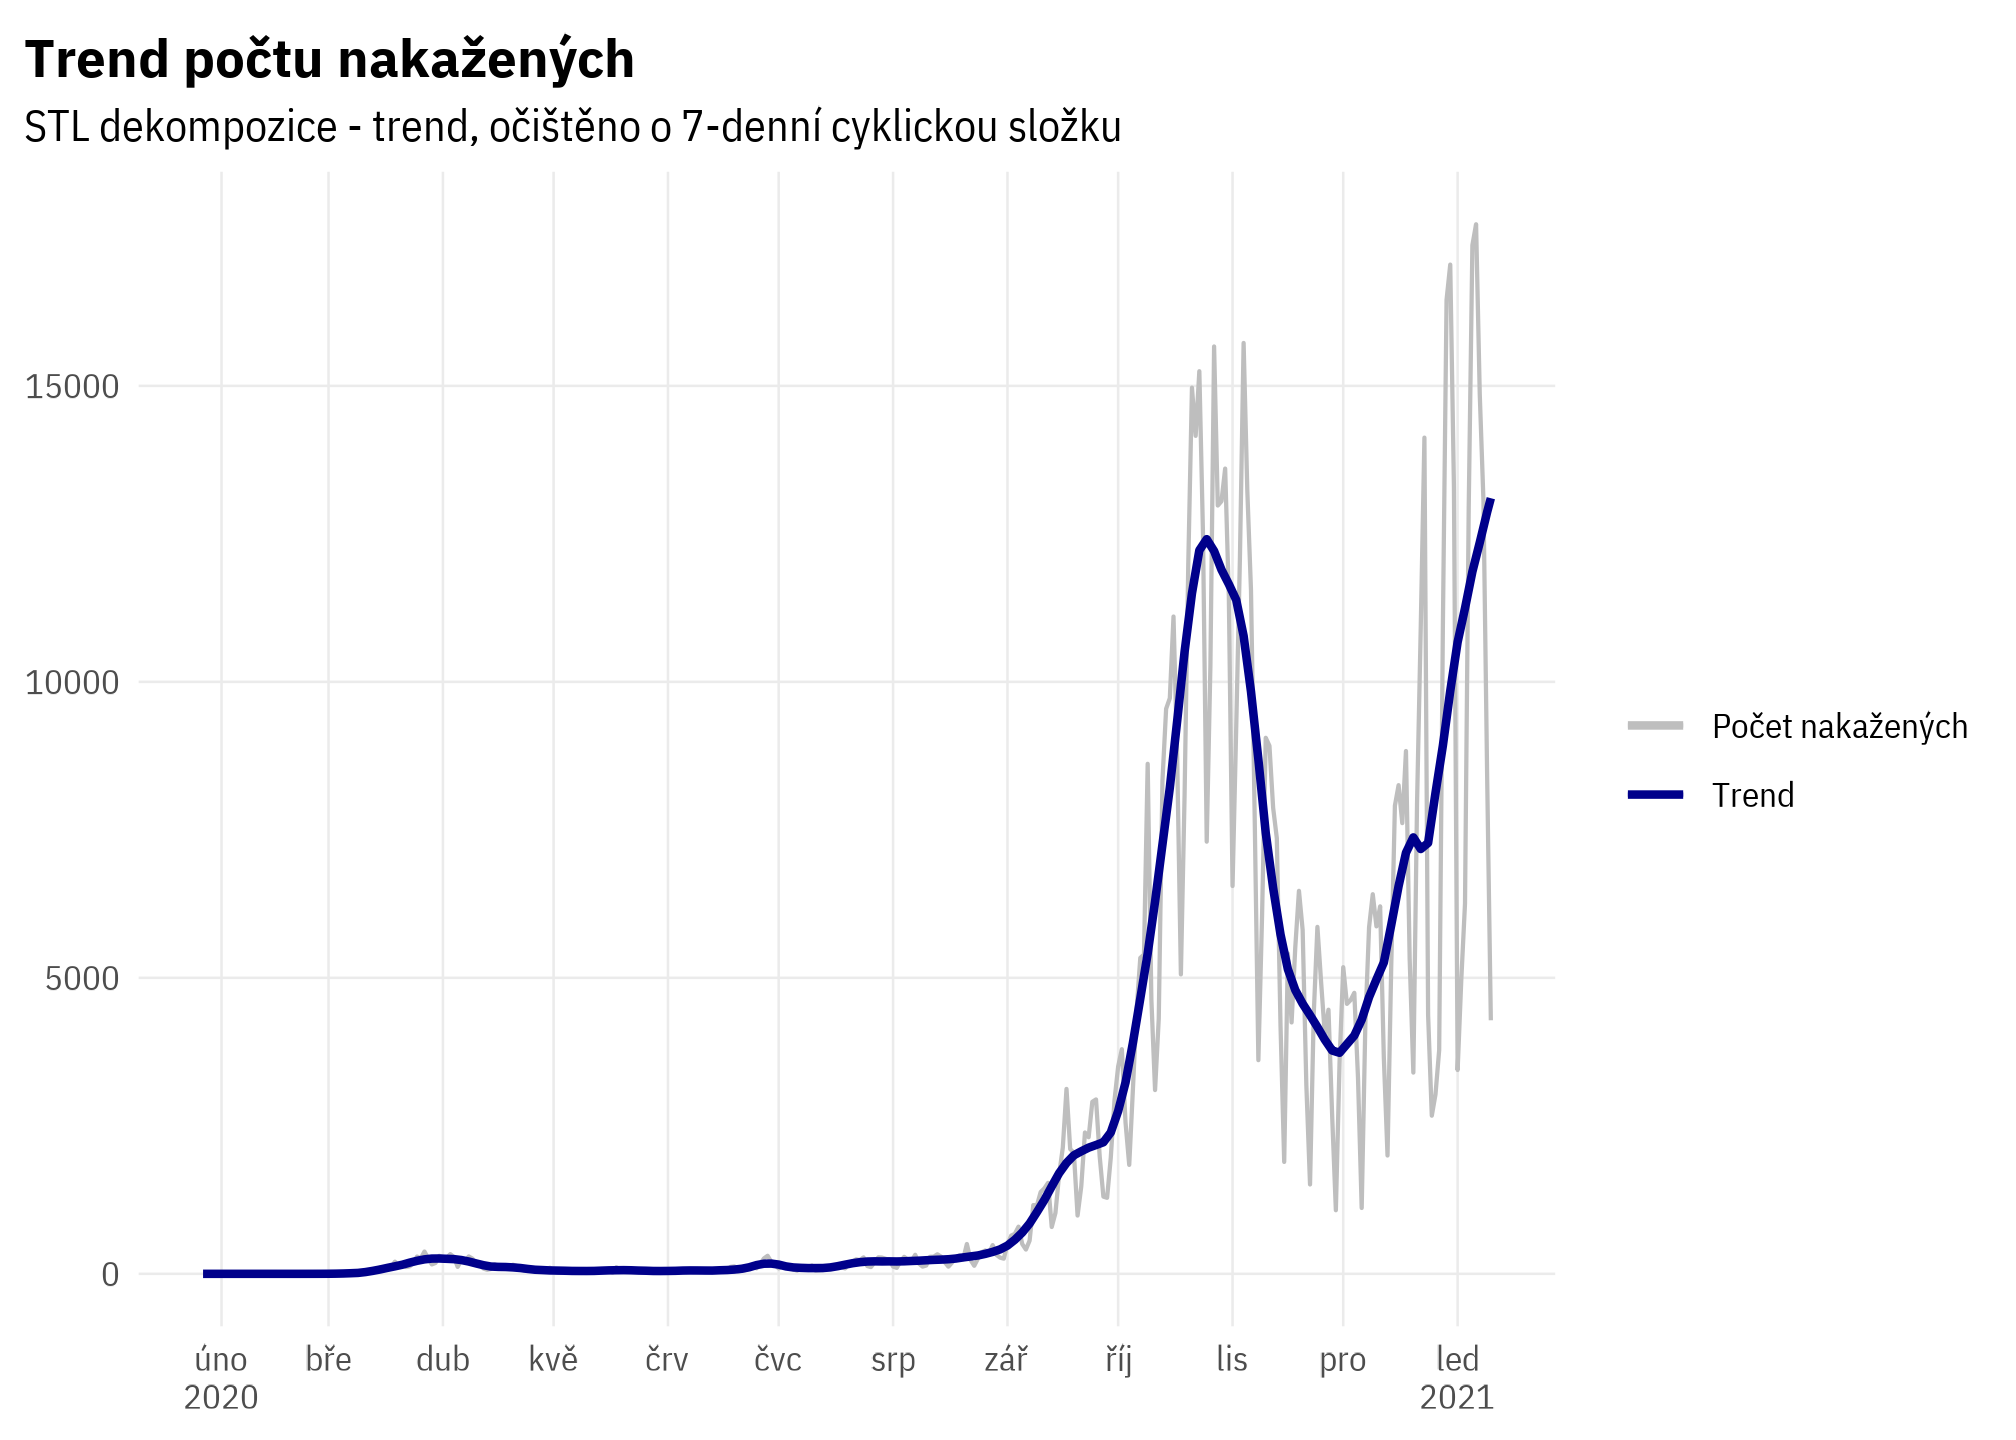 Trend počtu nakažených
STL dekompozice - trend, očištěno o 7-denní cyklickou složku
15000
10000
5000
0
Počet nakažených
Trend
úno bře dub kvě črv čvc srp zář říj lis pro led
2020 2021